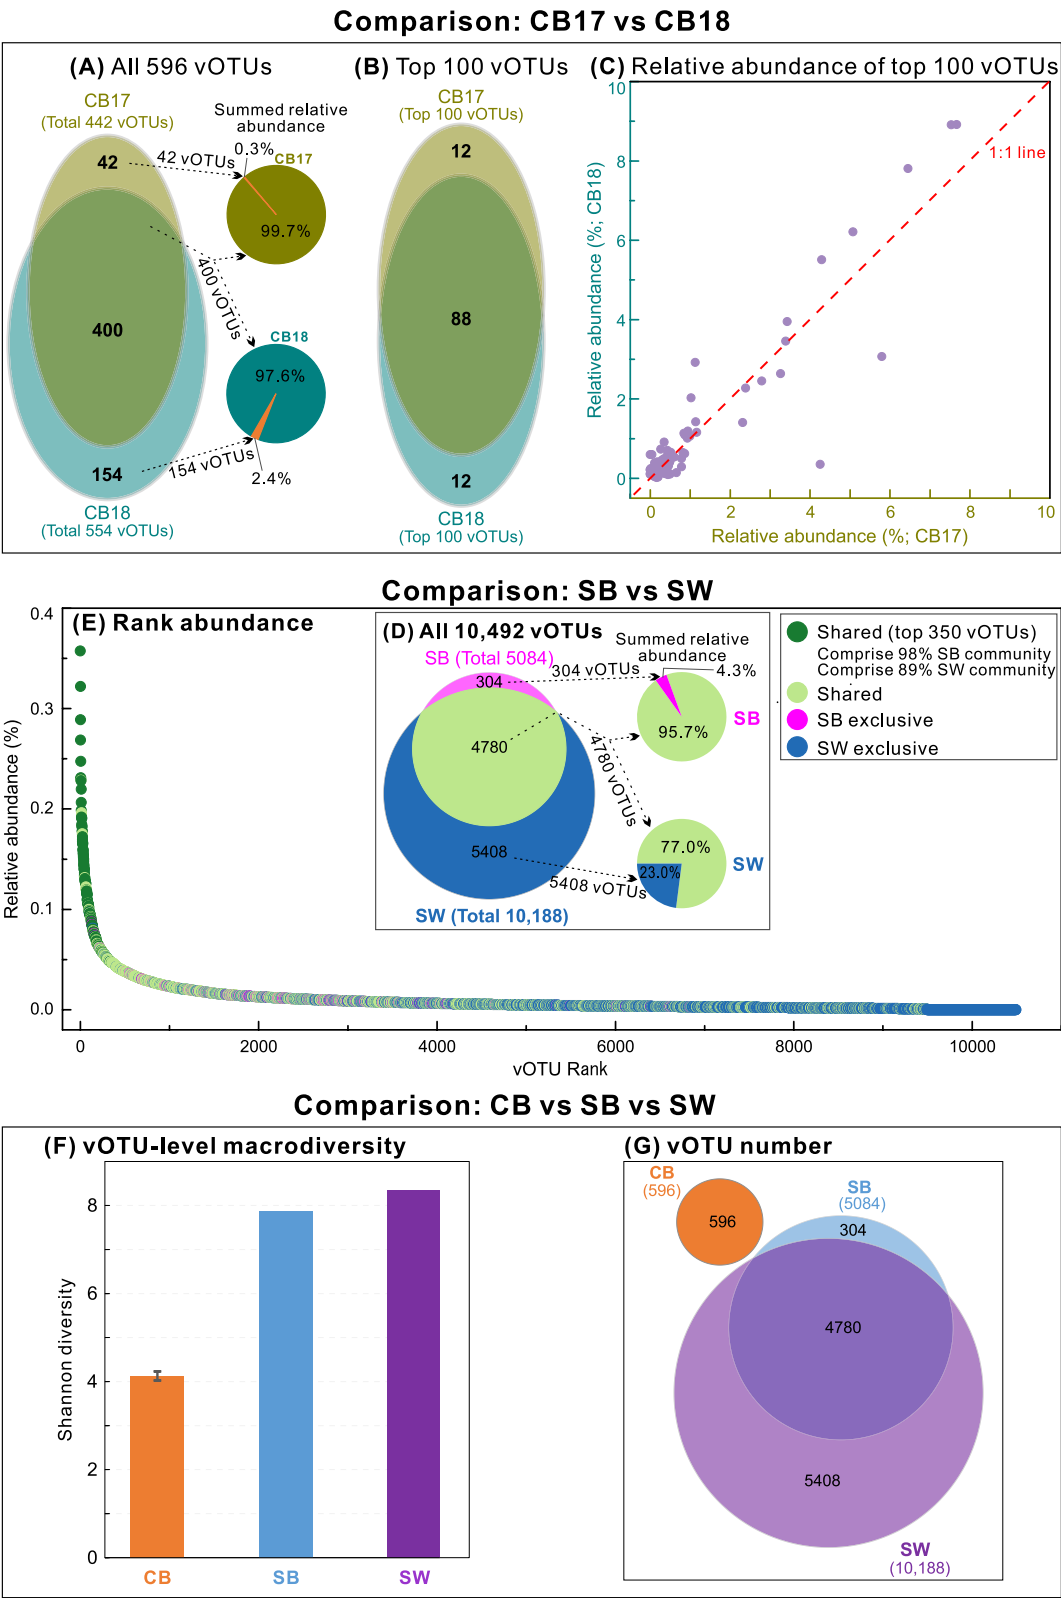 Comparison: CB17 vs CB18
(A) All 596 vOTUs
CB17
(Total 442 vOTUs)
42
400
154
CB18
(Total 554 vOTUs)
Summed relative
abundance
42 vOTUs
0.3%
CB17
99.7%
400 vOTUs
CB18
97.6%
154 vOTUs
2.4%
(B) Top 100 vOTUs
CB17
(Top 100 vOTUs)
12
88
12
CB18
(Top 100 vOTUs)
(C) Relative abundance of top 100 vOTUs
Relative abundance (%; CB18)
10
8
6
4
2
0
1:1 line
0
2
4
6
8
10
Relative abundance (%; CB17)
Comparison: SB vs SW
(E) Rank abundance
Relative abundance (%)
0.4
0.3
0.2
0.1
0.0
0
2000
4000
6000
8000
10000
vOTU Rank
(D) All 10,492 vOTUs
SB (Total 5084)
304
4780
5408
SW (Total 10,188)
Summed relative
abundance
304 vOTUs
4.3%
SB
95.7%
4780 vOTUs
77.0%
SW
23.0%
5408 vOTUs
Shared (top 350 vOTUs)
Comprise 98% SB community
Comprise 89% SW community
Shared
SB exclusive
SW exclusive
Comparison: CB vs SB vs SW
(F) vOTU-level macrodiversity
Shannon diversity
8
6
4
2
0
CB
SB
SW
(G) vOTU number
CB
(596)
596
SB
(5084)
304
4780
5408
SW
(10,188)